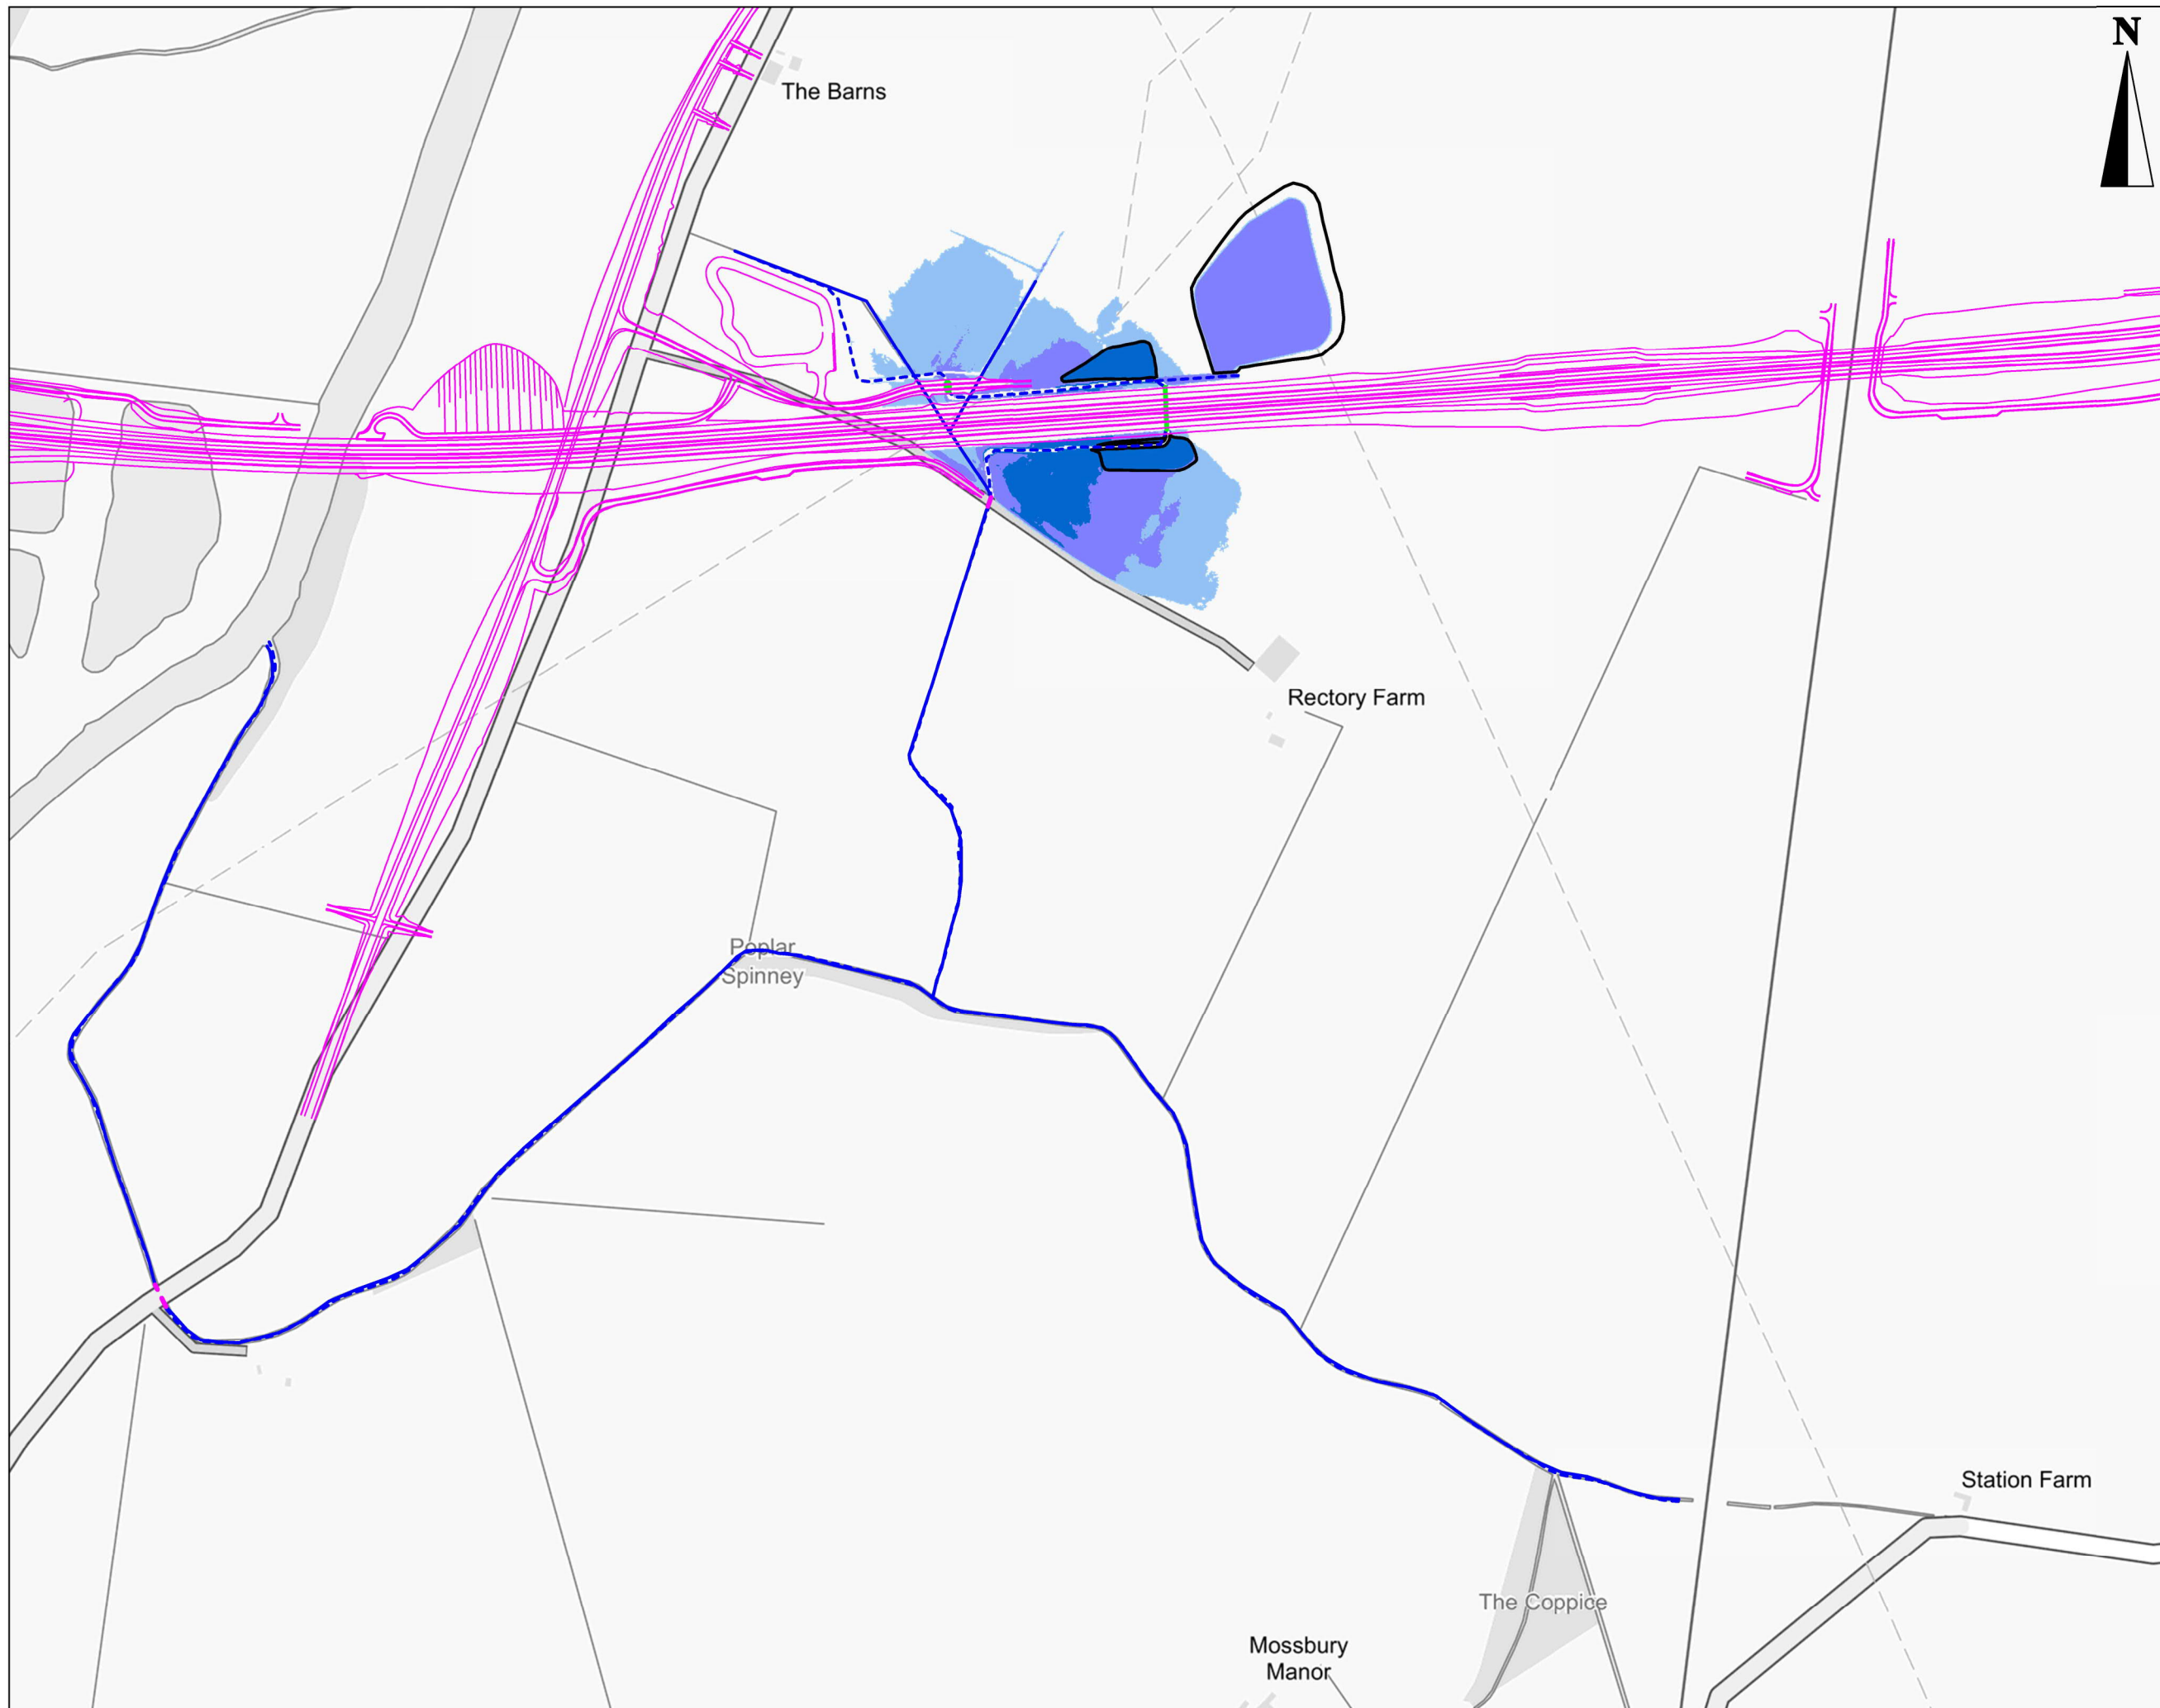 N
The Barns
Rectory Farm
Poplar
Spinney
Station Farm
The Coppice
Mossbury
Manor